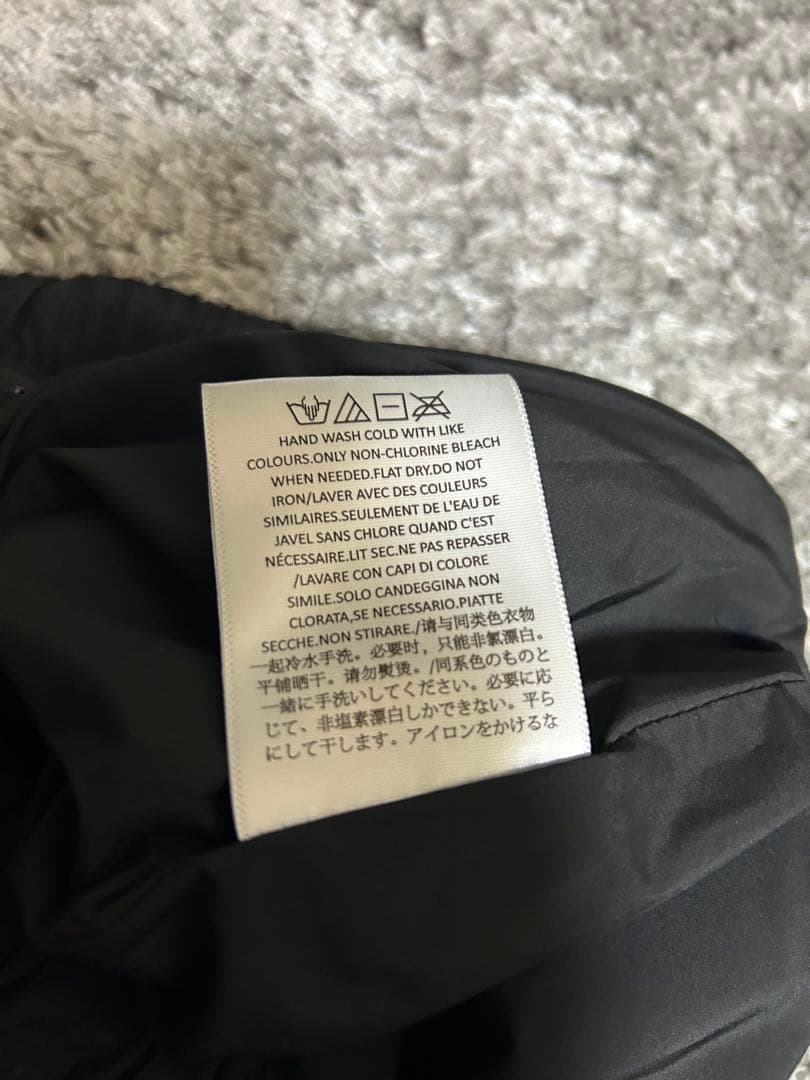 HAND WASH COLD WITH LIKE
COLOURS.ONLY NON-CHLORINE BLEACH
WHEN NEEDED.FLAT DRY.DO NOT
IRON/LAVER AVEC DES COULEURS
SIMILAIRES.SEULEMENT DE L'EAU DE
JAVEL SANS CHLORE QUAND C'EST
NÉCESSAIRE.LIT SEC.NE PAS REPASSER
/LAVARE CON CAPI DI COLORE
SIMILE.SOLO CANDEGGINA NON
CLORATA,SE NECESSARIO.PIATTE
SECCHE.NON STIRARE./请与同类色衣物
一起冷水手洗。必要时，只能非氯漂白。
平铺晒干。请勿熨烫。/同系色のものと
一緒に手洗いしてください。必要に応
じて、非塩素漂白しかできない。平ら
にして干します。アイロンをかけるな